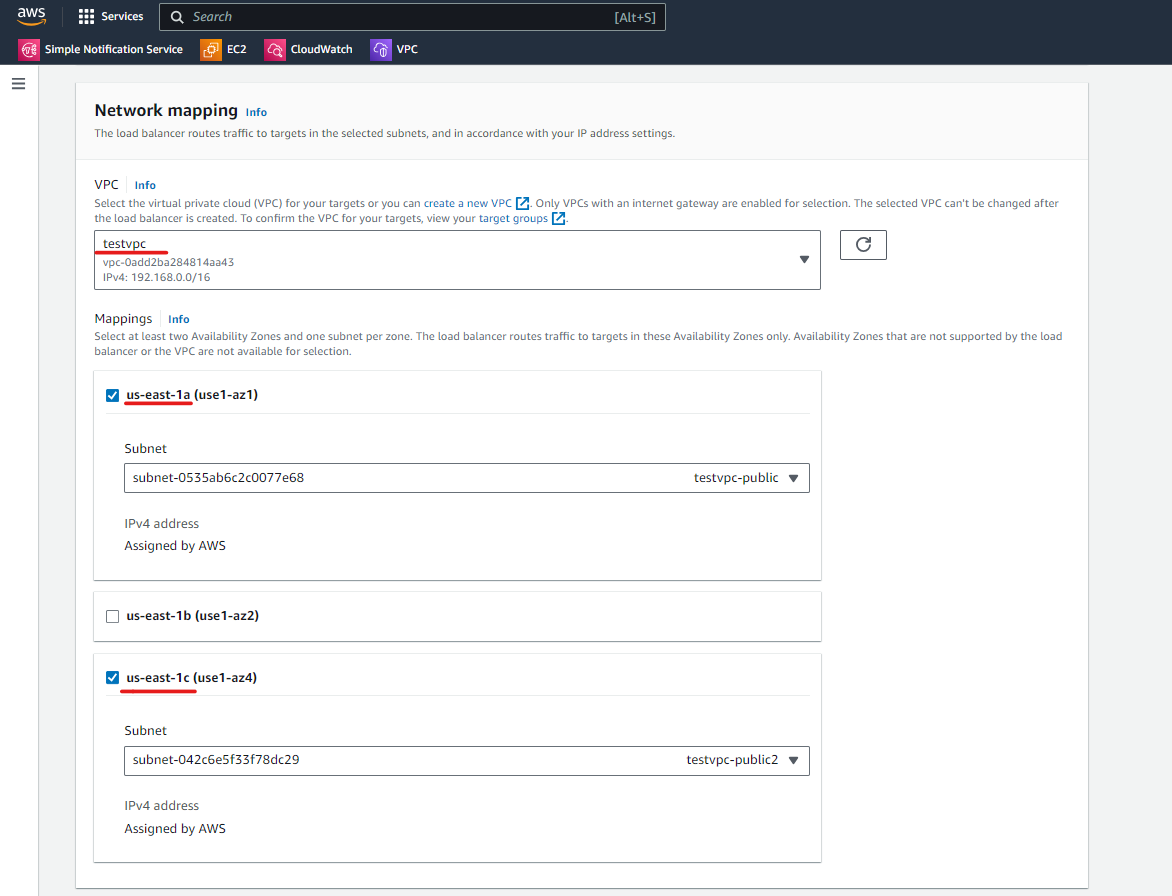 aws
Services
Search
[Alt+S]
Simple Notification Service
EC2
CloudWatch
VPC
Network mapping Info
The load balancer routes traffic to targets in the selected subnets, and in accordance with your IP address settings.
VPC Info
Select the virtual private cloud (VPC) for your targets or you can create a new VPC. Only VPCs with an internet gateway are enabled for selection. The selected VPC can't be changed after
the load balancer is created. To confirm the VPC for your targets, view your target groups.
testvpc
vpc-0add2ba284814aa43
IPv4: 192.168.0.0/16
Mappings Info
Select at least two Availability Zones and one subnet per zone. The load balancer routes traffic to targets in these Availability Zones only. Availability Zones that are not supported by the load
balancer or the VPC are not available for selection.
us-east-1a (use1-az1)
Subnet
subnet-0535ab6c2c0077e68 testvpc-public
IPv4 address
Assigned by AWS
us-east-1b (use1-az2)
us-east-1c (use1-az4)
Subnet
subnet-042c6e5f33f78dc29 testvpc-public2
IPv4 address
Assigned by AWS